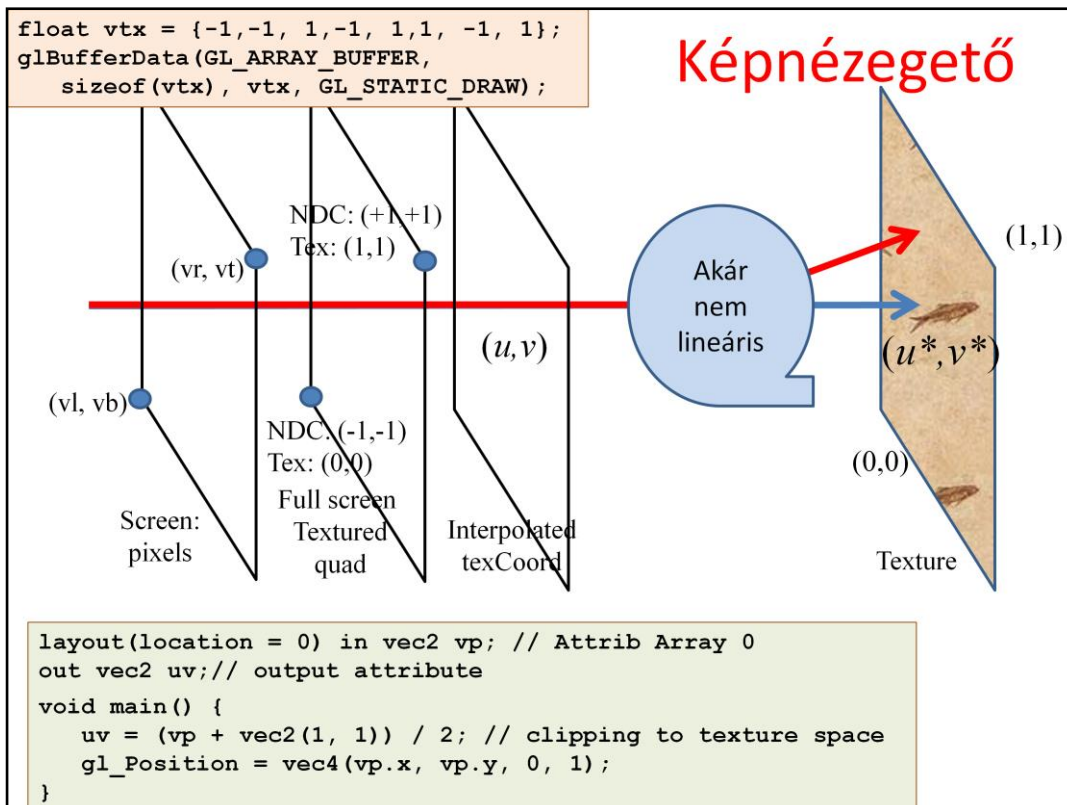 float vtx = {-1,-1, 1,-1, 1,1, -1, 1};
glBufferData(GL_ARRAY_BUFFER,
sizeof(vtx), vtx, GL_STATIC_DRAW);
Képnézegető
NDC: (+1,+1)
Tex: (1,1)
(vr, vt)
(1,1)
Akár
nem
lineáris
(u,v)
(u*,v*)
(vl, vb)
NDC: (-1,-1)
Tex: (0,0)
(0,0)
Full screen
Textured
quad
Screen:
pixels
Interpolated
texCoord
Texture
layout(location = 0) in vec2 vp; // Attrib Array 0
out vec2 uv;// output attribute
void main() {
uv = (vp + vec2(1, 1)) / 2; // clipping to texture space
gl_Position = vec4(vp.x, vp.y, 0, 1);
}